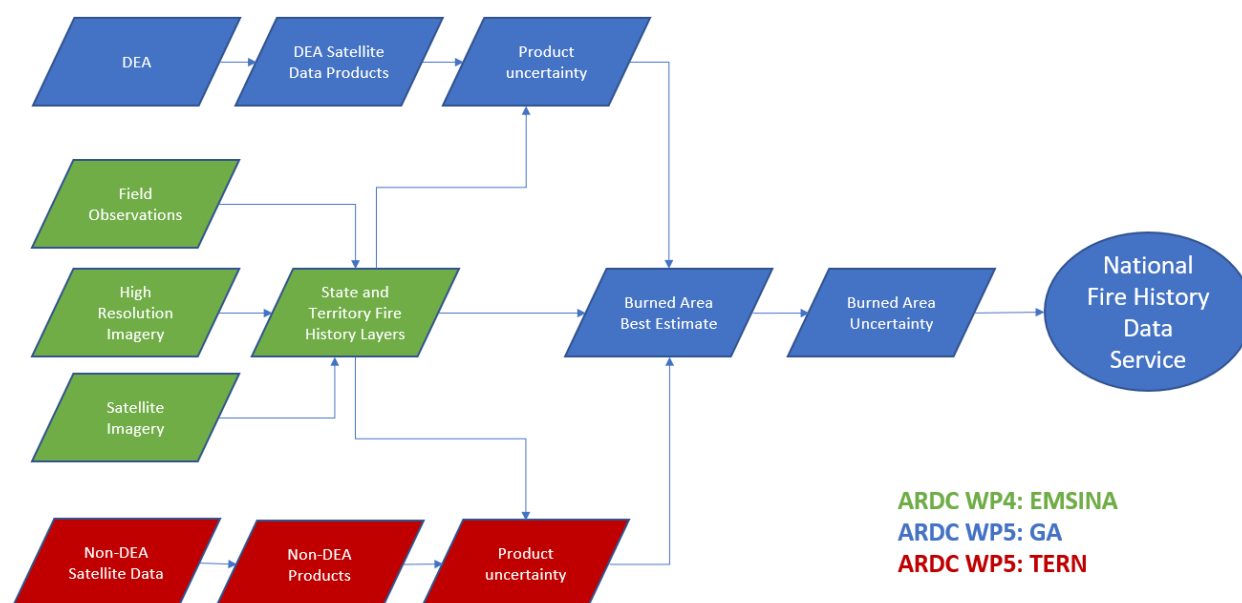 DEA
DEA Satellite
Data Products
Product
uncertainty
Field
Observations
High
Resolution
Imagery
State and
Territory Fire
History Layers
Burned Area
Best Estimate
Burned Area
Uncertainty
National
Fire History
Data
Service
Satellite
Imagery
Non-DEA
Satellite Data
Non-DEA
Products
Product
uncertainty
ARDC WP4: EMSINA
ARDC WP5: GA
ARDC WP5: TERN